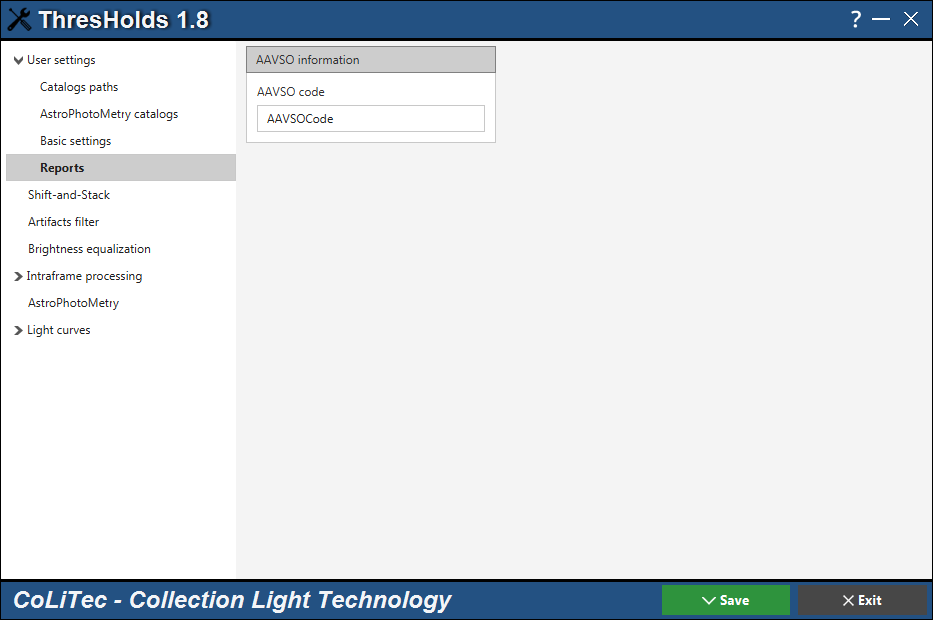 ThresHolds 1.8
?
User settings
Catalogs paths
AstroPhotoMetry catalogs
Basic settings
Reports
Shift-and-Stack
Artifacts filter
Brightness equalization
Intraframe processing
AstroPhotoMetry
Light curves
AAVSO information
AAVSO code
AAVSOCode
CoLiTec - Collection Light Technology
Save
Exit